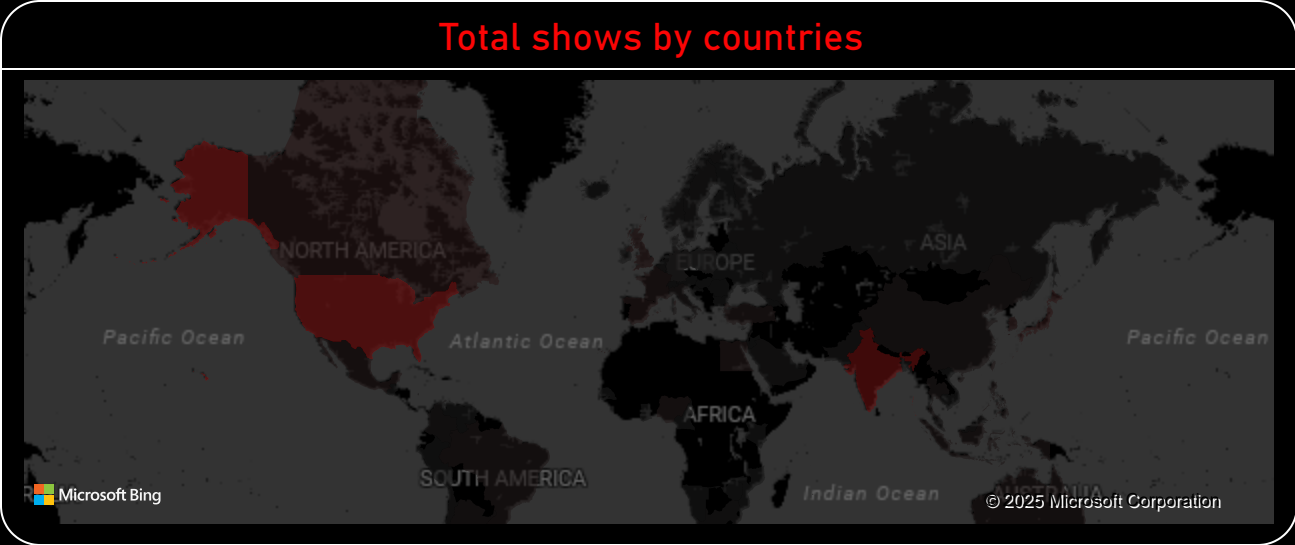 Total shows by countries
NORTH AMERICA
ASIA
EUROPE
Pacific Ocean
Atlantic Ocean
Pacific Ocean
AFRICA
SOUTH AMERICA
Indian Ocean
AUSTRALIA
Microsoft Bing
© 2025 Microsoft Corporation